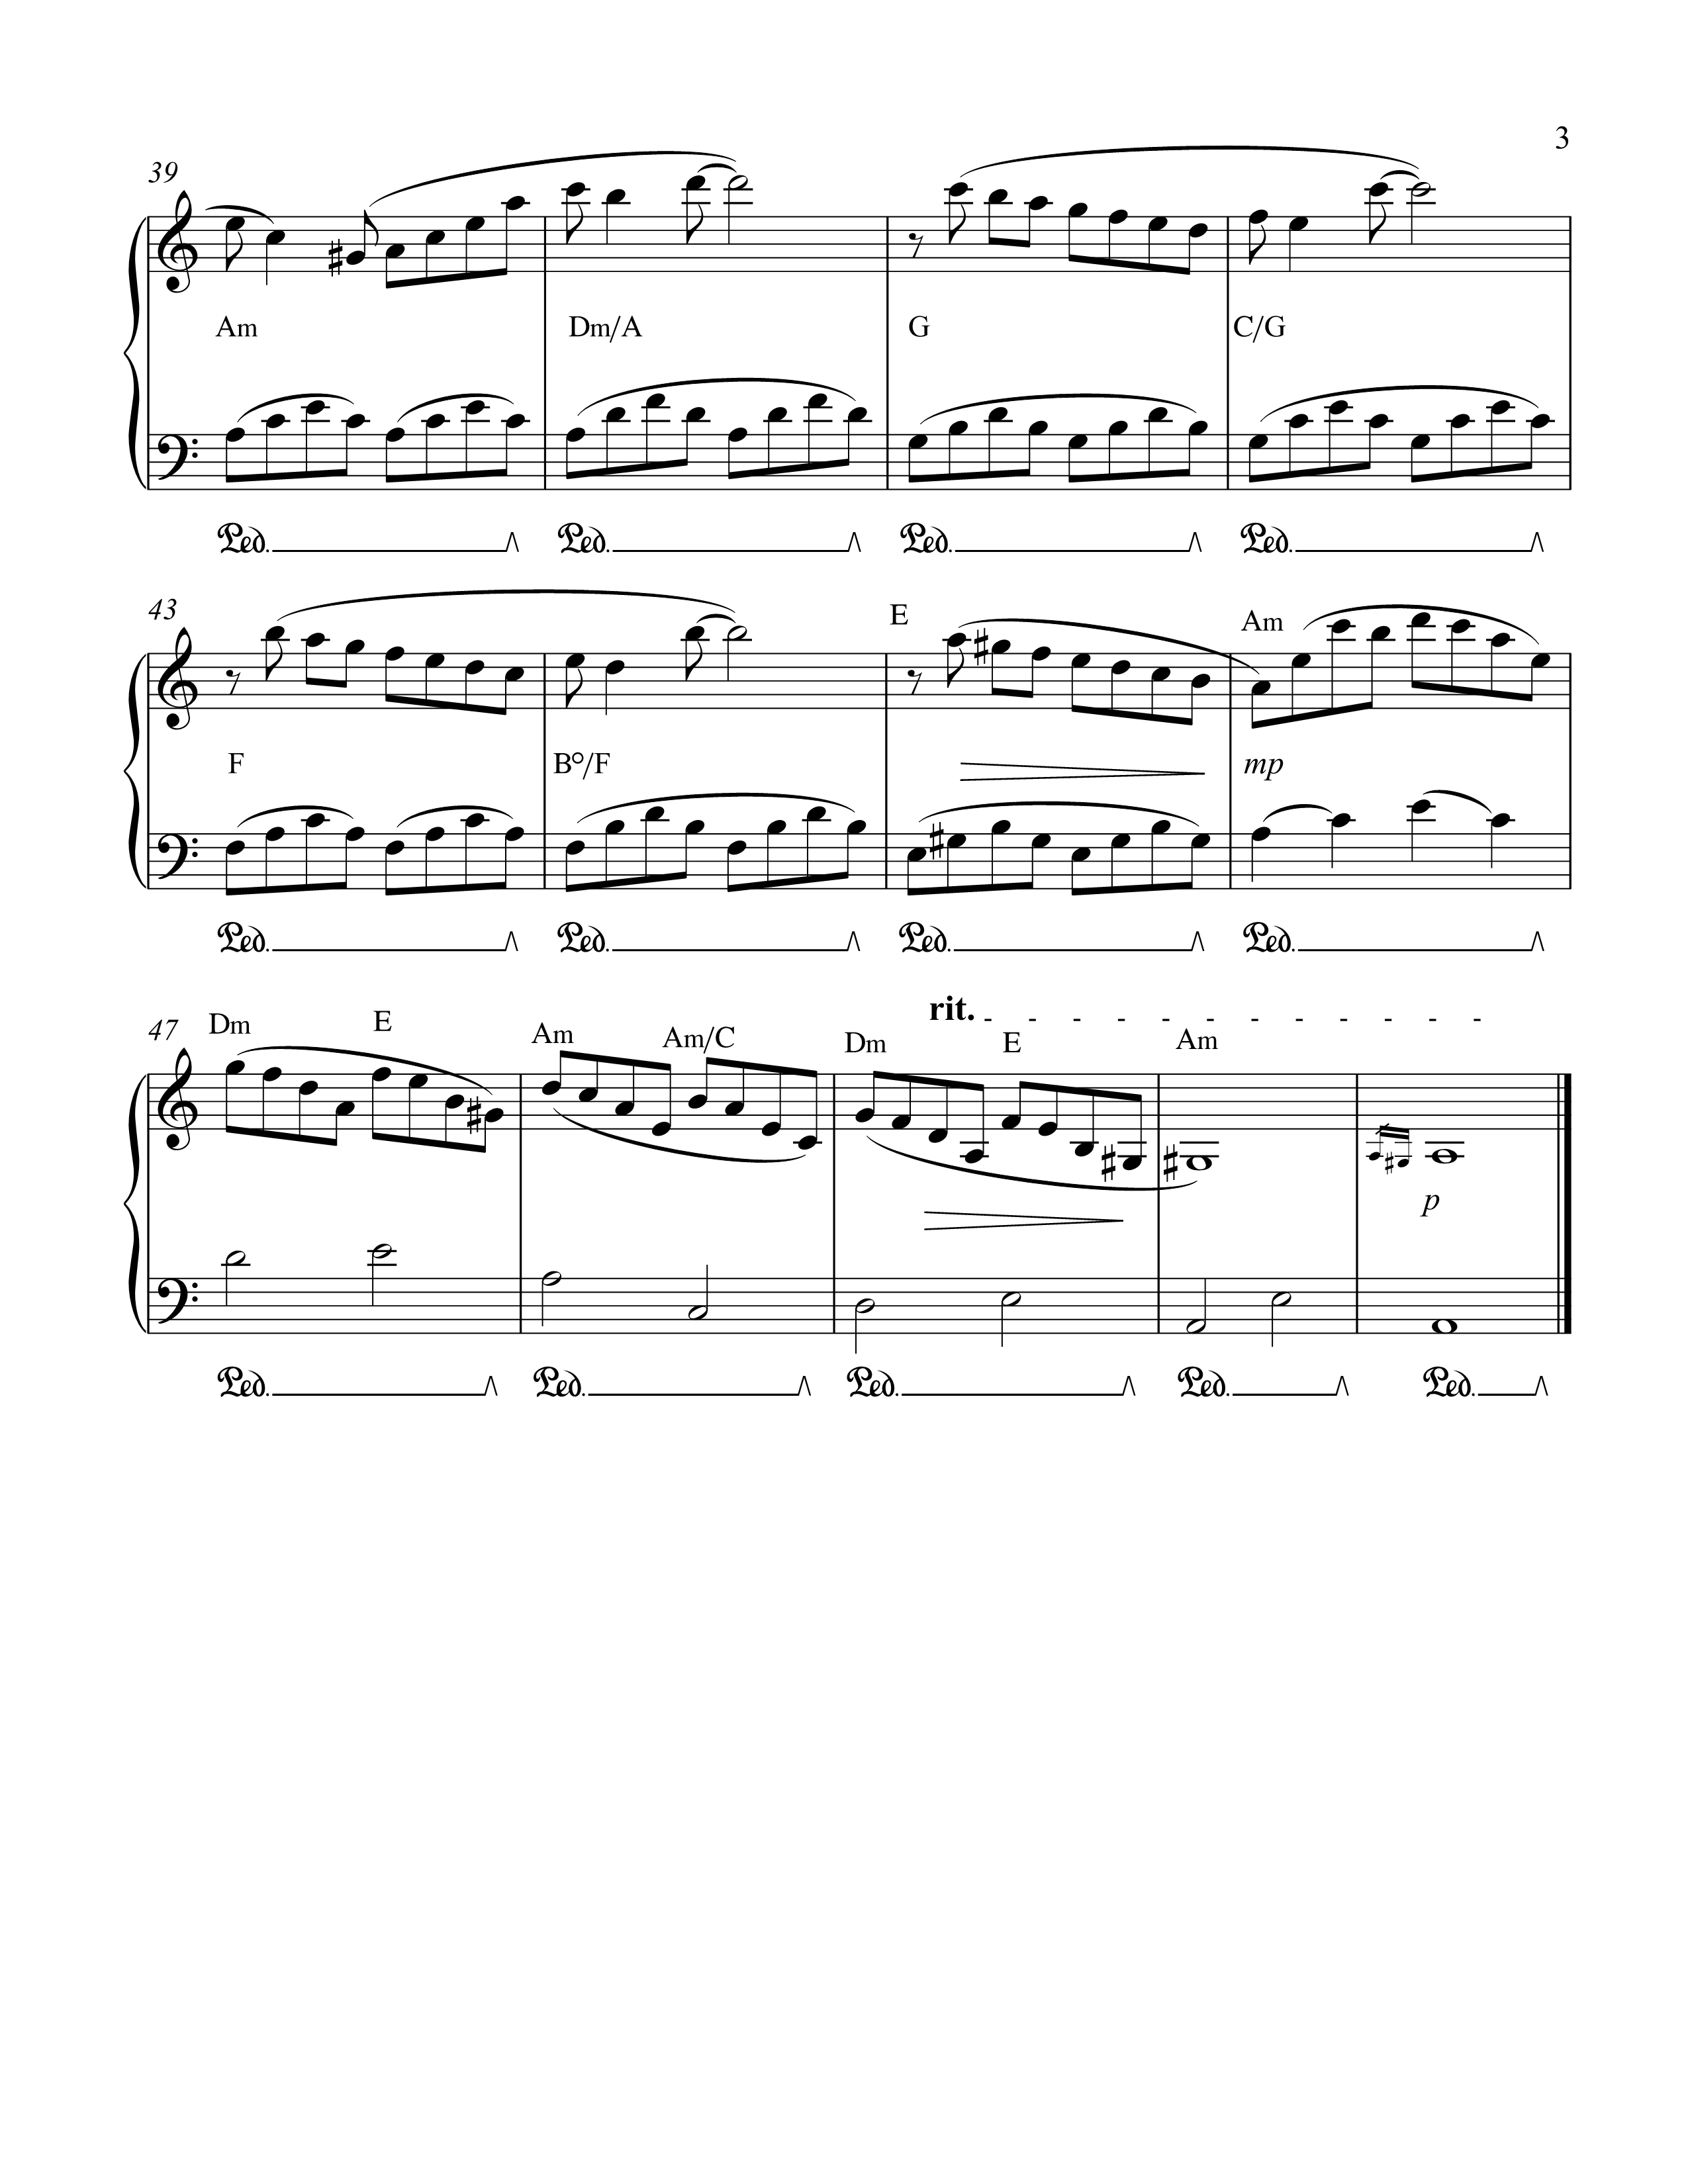 3
39
Am Dm/A G C/G
Ped. Ped. Ped. Ped.
43
E Am
F B°/F mp
Ped. Ped. Ped. Ped.
rit.
47 Dm E Am Am/C Dm E Am
p
Ped. Ped. Ped. Ped. Ped.